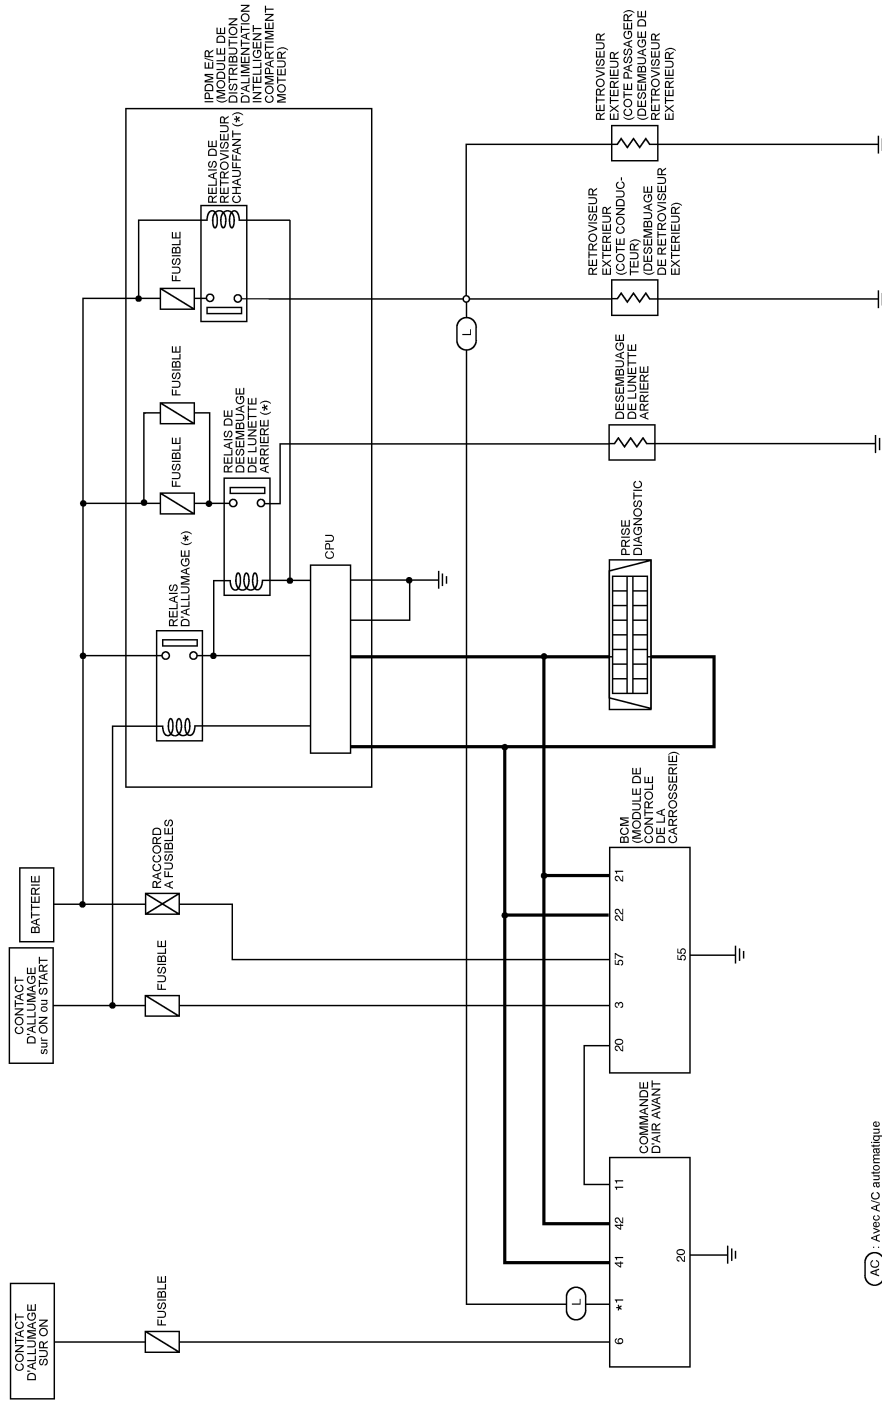 CONTACT
D'ALLUMAGE
SUR ON
FUSIBLE
CONTACT
D'ALLUMAGE
sur ON ou START
FUSIBLE
BATTERIE
RACCORD
A FUSIBLES
IPDM E/R
(MODULE DE
DISTRIBUTION
D'ALIMENTATION
INTELLIGENT
COMPARTIMENT
MOTEUR)
RELAIS
D'ALLUMAGE (*)
FUSIBLE
FUSIBLE
RELAIS DE
DESEMBUAGE
DE LUNETTE
ARRIERE (*)
FUSIBLE
RELAIS DE
RETROVISEUR
CHAUFFANT (*)
CPU
L
L
COMMANDE
D'AIR AVANT
6
*1
41
42
11
20
BCM
(MODULE DE
CONTROLE
DE LA
CARROSSERIE)
20
3
57
22
21
55
PRISE
DIAGNOSTIC
DESEMBUAGE
DE LUNETTE
ARRIERE
RETROVISEUR
EXTERIEUR
(COTE CONDUC-
TEUR)
(DESEMBUAGE
DE RETROVISEUR
EXTERIEUR)
RETROVISEUR
EXTERIEUR
(COTE PASSAGER)
(DESEMBUAGE DE
RETROVISEUR
EXTERIEUR)
AC : Avec A/C automatique